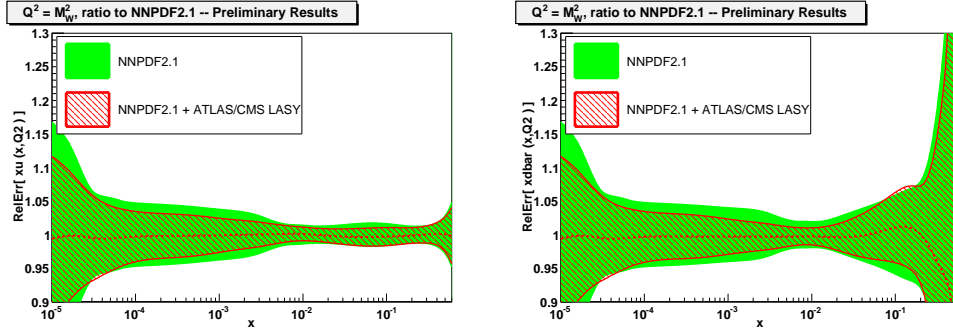 Q² = M²_W, ratio to NNPDF2.1 -- Preliminary Results
RelErr[ xu (x,Q2) ]
1.3
1.25
1.2
1.15
1.1
1.05
1
0.95
0.9
NNPDF2.1
NNPDF2.1 + ATLAS/CMS LASY
10⁻⁵
10⁻⁴
10⁻³
10⁻²
10⁻¹
x
Q² = M²_W, ratio to NNPDF2.1 -- Preliminary Results
RelErr[ xdbar (x,Q2) ]
1.3
1.25
1.2
1.15
1.1
1.05
1
0.95
0.9
NNPDF2.1
NNPDF2.1 + ATLAS/CMS LASY
10⁻⁵
10⁻⁴
10⁻³
10⁻²
10⁻¹
x